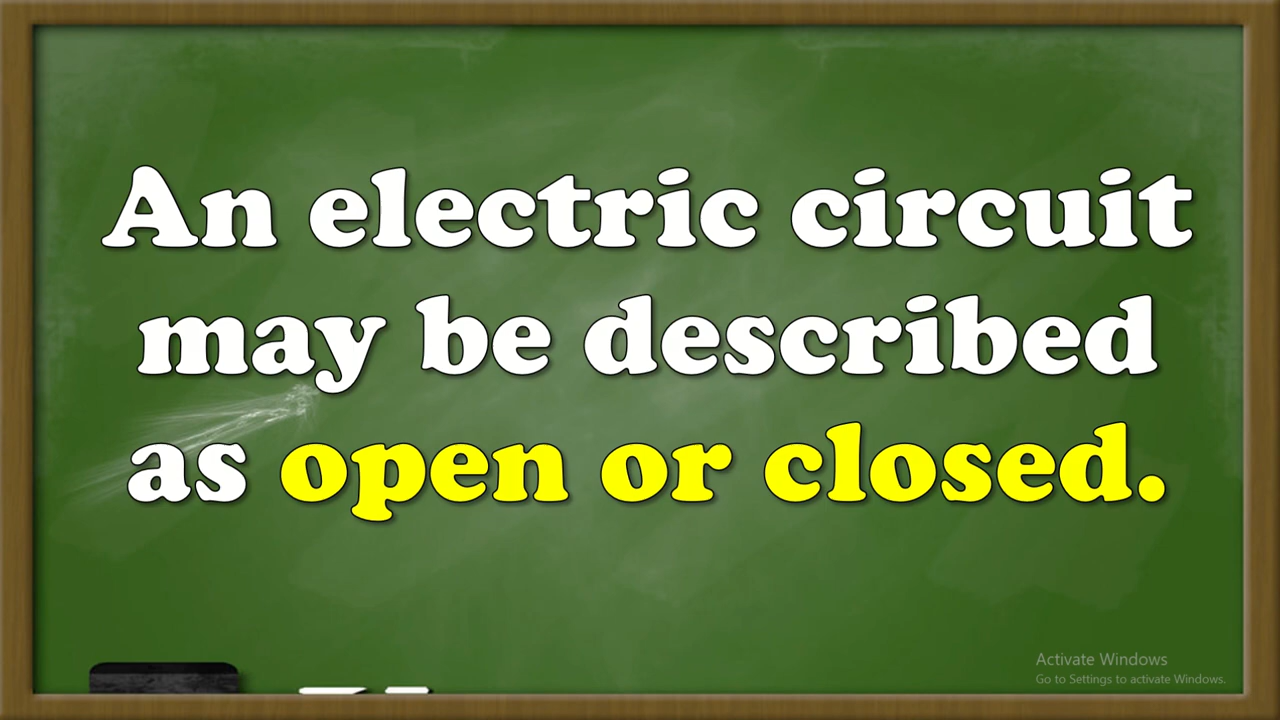 An electric circuit
may be described
as open or closed.
Activate Windows
Go to Settings to activate Windows.